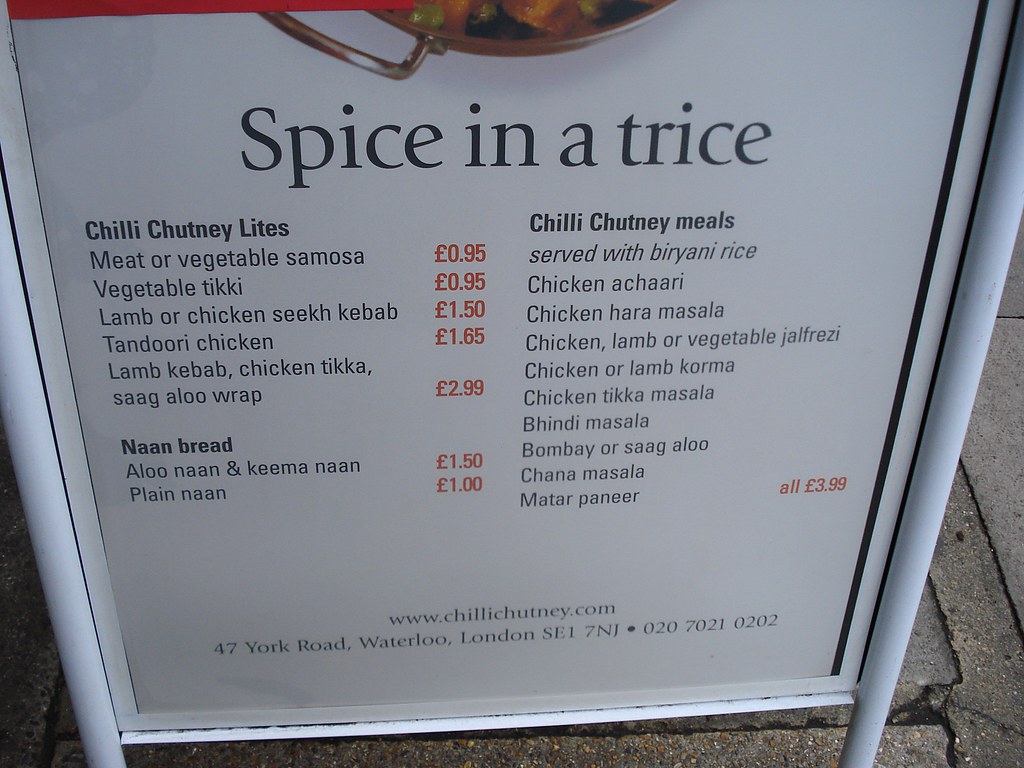 Spice in a trice
Chilli Chutney Lites
Meat or vegetable samosa £0.95
Vegetable tikki £0.95
Lamb or chicken seekh kebab £1.50
Tandoori chicken £1.65
Lamb kebab, chicken tikka,
saag aloo wrap £2.99
Naan bread
Aloo naan & keema naan £1.50
Plain naan £1.00
Chilli Chutney meals
served with biryani rice
Chicken achaari
Chicken hara masala
Chicken, lamb or vegetable jalfrezi
Chicken or lamb korma
Chicken tikka masala
Bhindi masala
Bombay or saag aloo
Chana masala
Matar paneer all £3.99
www.chillichutney.com
47 York Road, Waterloo, London SE1 7NJ • 020 7021 0202